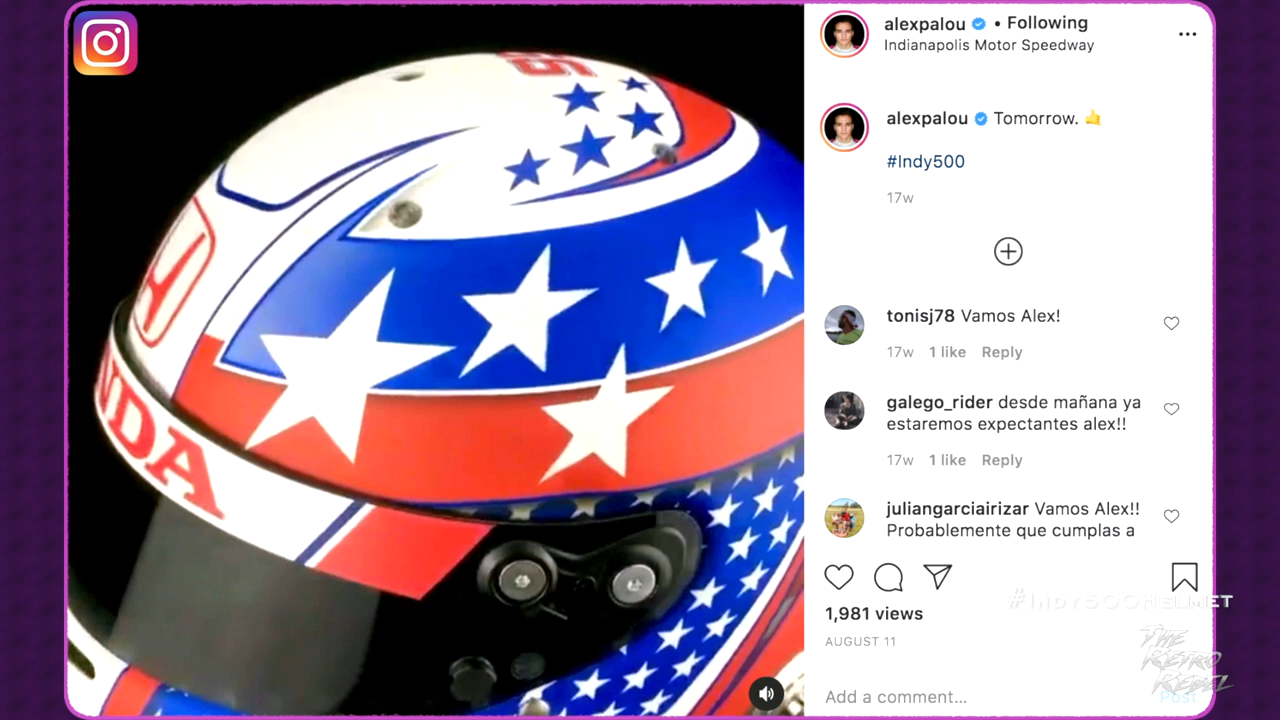 alexpalou • Following
Indianapolis Motor Speedway
alexpalou Tomorrow. 🤙
#Indy500
17w
tonisj78 Vamos Alex!
17w 1 like Reply
galego_rider desde mañana ya
estaremos expectantes alex!!
17w 1 like Reply
juliangarciairizar Vamos Alex!!
Probablemente que cumplas a
1,981 views
AUGUST 11
Add a comment...
Post
#INDY500HELMET
THE
RETRO
REBEL
55
NDA